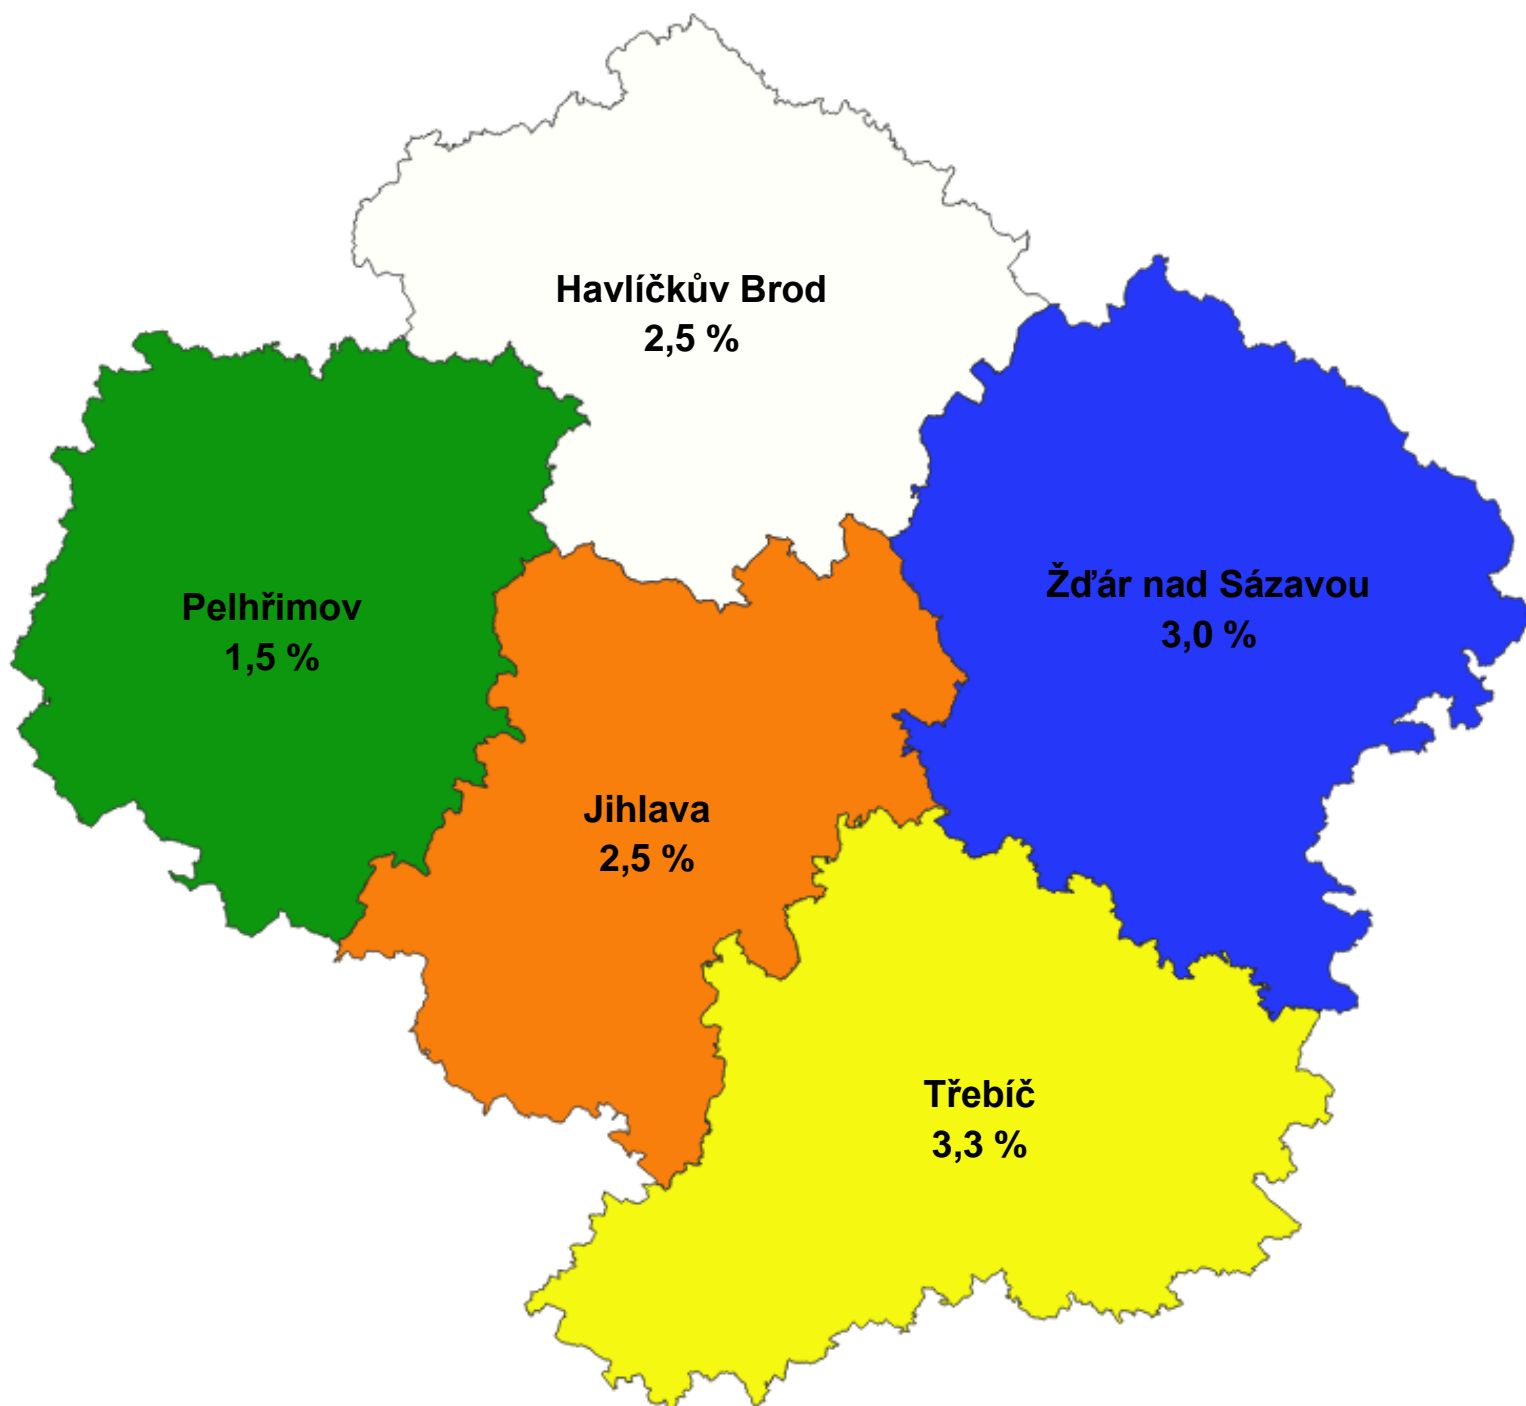 Havlíčkův Brod
2,5 %
Žďár nad Sázavou
3,0 %
Pelhřimov
1,5 %
Jihlava
2,5 %
Třebíč
3,3 %